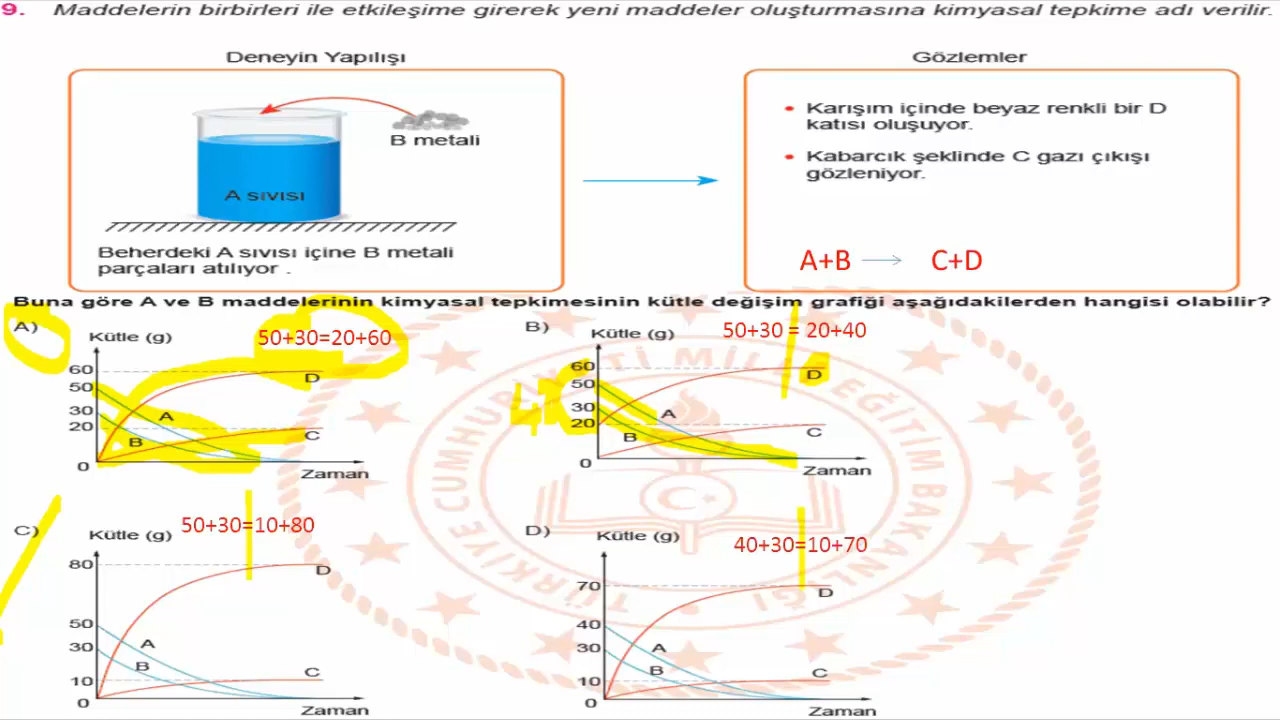 9. Maddelerin birbirleri ile etkileşime girerek yeni maddeler oluşturmasına kimyasal tepkime adı verilir.
Deneyin Yapılışı
B metali
A sıvısı
Beherdeki A sıvısı içine B metali
parçaları atılıyor .
Gözlemler
• Karışım içinde beyaz renkli bir D
katısı oluşuyor.
• Kabarcık şeklinde C gazı çıkışı
gözleniyor.
A+B → C+D
Buna göre A ve B maddelerinin kimyasal tepkimesinin kütle değişim grafiği aşağıdakilerden hangisi olabilir?
A)
Kütle (g)
50+30=20+60
60
50
30
20
0
D
A
B
C
Zaman
B)
Kütle (g)
50+30 = 20+40
60
50
30
20
0
D
A
B
C
Zaman
C)
Kütle (g)
50+30=10+80
80
50
30
10
0
D
A
B
C
Zaman
D)
Kütle (g)
40+30=10+70
70
40
30
10
0
D
A
B
C
Zaman